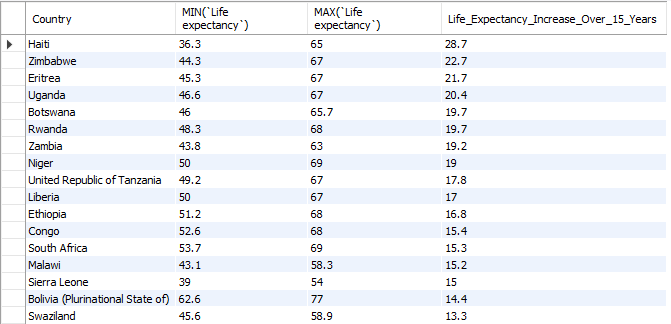 Country MIN(`Life expectancy`) MAX(`Life expectancy`) Life_Expectancy_Increase_Over_15_Years
Haiti 36.3 65 28.7
Zimbabwe 44.3 67 22.7
Eritrea 45.3 67 21.7
Uganda 46.6 67 20.4
Botswana 46 65.7 19.7
Rwanda 48.3 68 19.7
Zambia 43.8 63 19.2
Niger 50 69 19
United Republic of Tanzania 49.2 67 17.8
Liberia 50 67 17
Ethiopia 51.2 68 16.8
Congo 52.6 68 15.4
South Africa 53.7 69 15.3
Malawi 43.1 58.3 15.2
Sierra Leone 39 54 15
Bolivia (Plurinational State of) 62.6 77 14.4
Swaziland 45.6 58.9 13.3